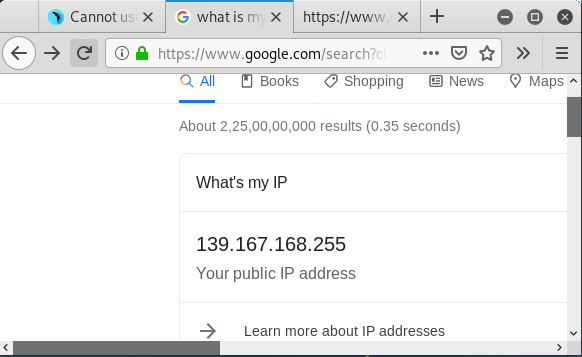 Cannot us what is my https://www.
https://www.google.com/search?cl
All Books Shopping News Maps
About 2,25,00,00,000 results (0.35 seconds)
What's my IP
139.167.168.255
Your public IP address
Learn more about IP addresses